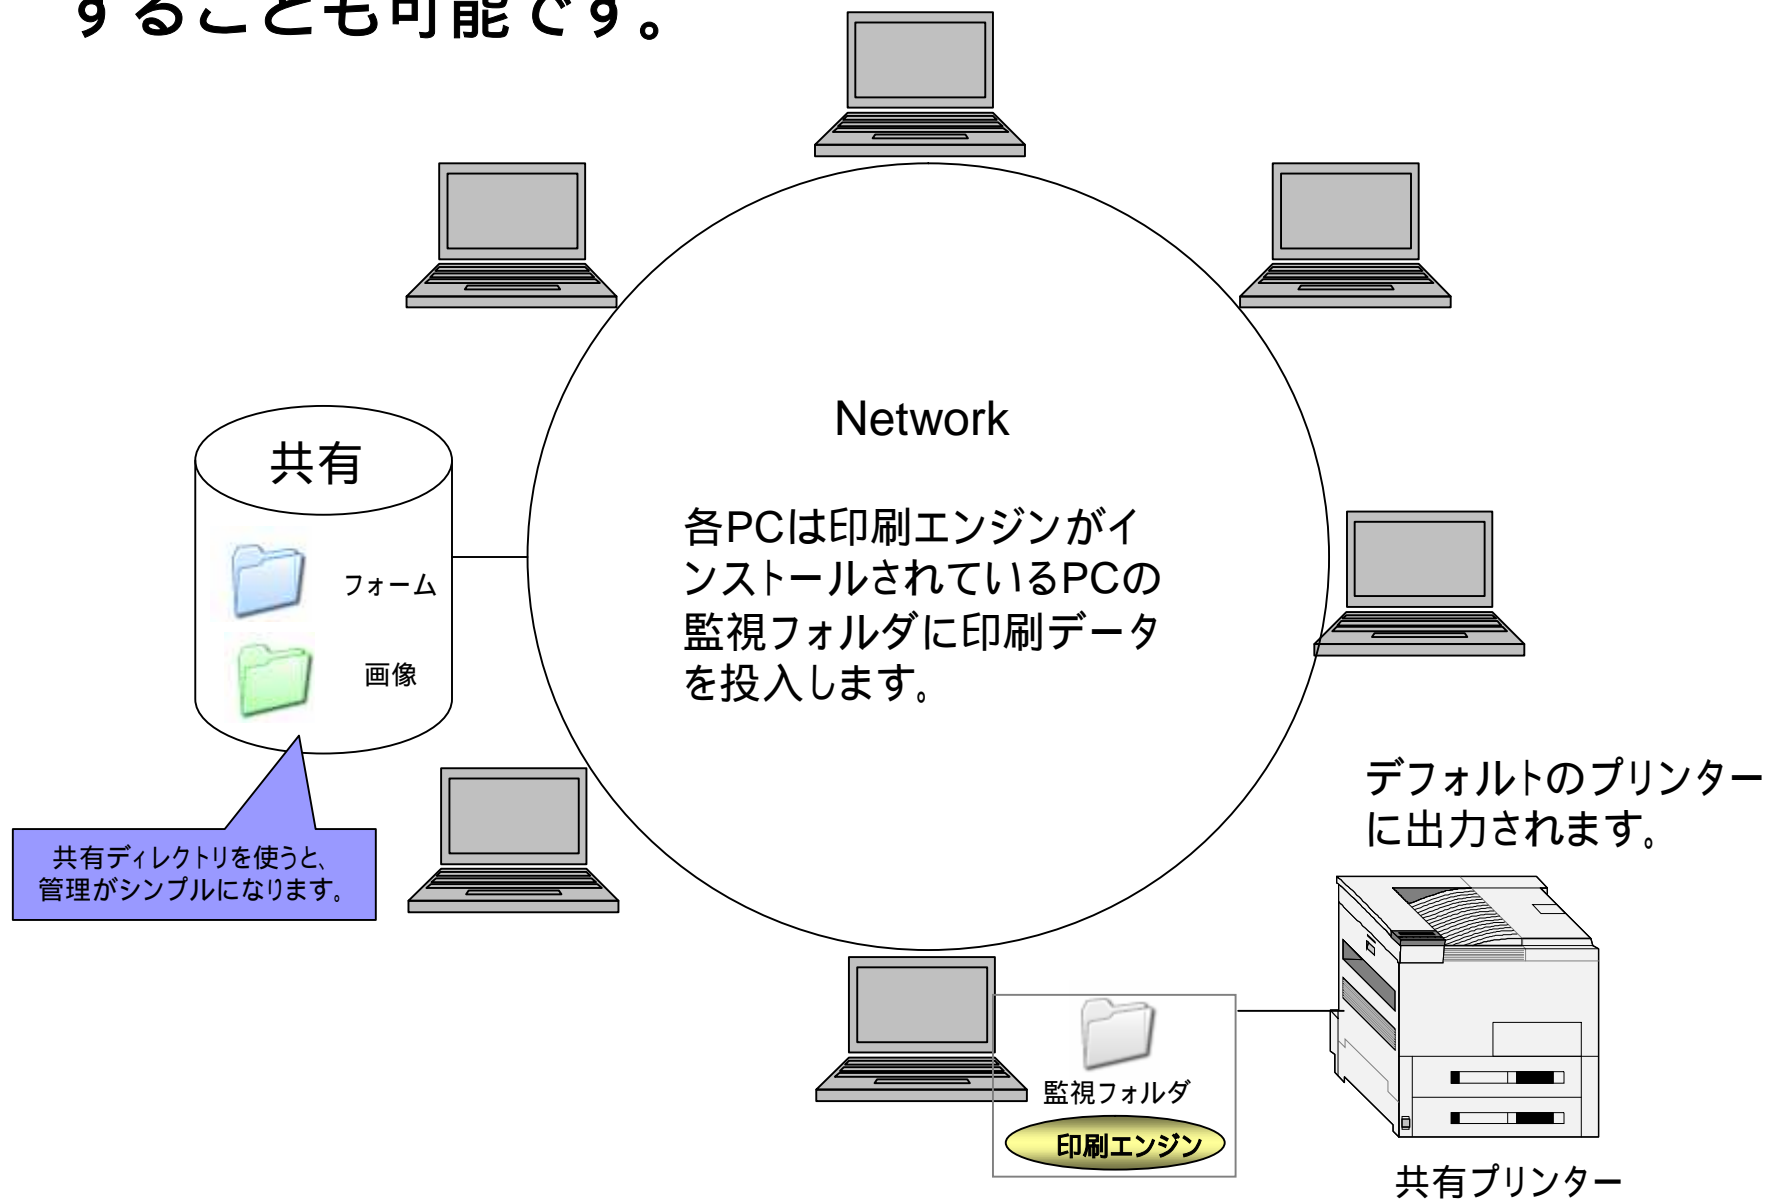 することも可能です。
Network
各PCは印刷エンジンがイ
ンストールされているPCの
監視フォルダに印刷データ
を投入します。
共有
フォーム
画像
共有ディレクトリを使うと、
管理がシンプルになります。
デフォルトのプリンター
に出力されます。
監視フォルダ
印刷エンジン
共有プリンター